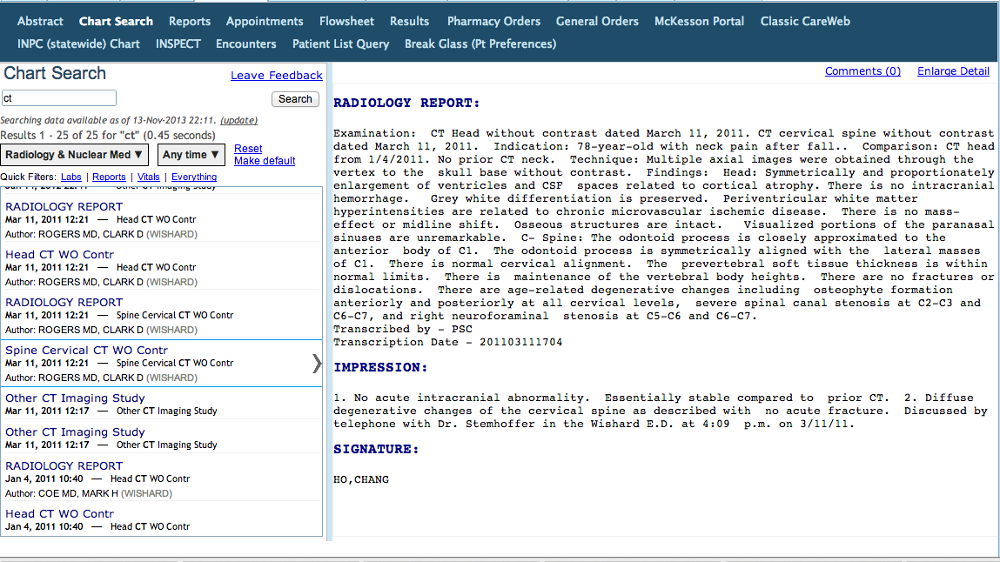 Abstract Chart Search Reports Appointments Flowsheet Results Pharmacy Orders General Orders McKesson Portal Classic CareWeb
INPC (statewide) Chart INSPECT Encounters Patient List Query Break Glass (Pt Preferences)
Chart Search
Leave Feedback
ct
Search
Searching data available as of 13-Nov-2013 22:11. (update)
Results 1 - 25 of 25 for "ct" (0.45 seconds)
Radiology & Nuclear Med ▼ Any time ▼ Reset
Make default
Quick Filters: Labs | Reports | Vitals | Everything
RADIOLOGY REPORT
Mar 11, 2011 12:21 — Head CT WO Contr
Author: ROGERS MD, CLARK D (WISHARD)
Head CT WO Contr
Mar 11, 2011 12:21 — Head CT WO Contr
Author: ROGERS MD, CLARK D (WISHARD)
RADIOLOGY REPORT
Mar 11, 2011 12:21 — Spine Cervical CT WO Contr
Author: ROGERS MD, CLARK D (WISHARD)
Spine Cervical CT WO Contr
Mar 11, 2011 12:21 — Spine Cervical CT WO Contr
Author: ROGERS MD, CLARK D (WISHARD)
Other CT Imaging Study
Mar 11, 2011 12:17 — Other CT Imaging Study
Other CT Imaging Study
Mar 11, 2011 12:17 — Other CT Imaging Study
RADIOLOGY REPORT
Jan 4, 2011 10:40 — Head CT WO Contr
Author: COE MD, MARK H (WISHARD)
Head CT WO Contr
Jan 4, 2011 10:40 — Head CT WO Contr
Comments (0) Enlarge Detail
RADIOLOGY REPORT:
Examination: CT Head without contrast dated March 11, 2011. CT cervical spine without contrast
dated March 11, 2011. Indication: 78-year-old with neck pain after fall.. Comparison: CT head
from 1/4/2011. No prior CT neck. Technique: Multiple axial images were obtained through the
vertex to the skull base without contrast. Findings: Head: Symmetrically and proportionately
enlargement of ventricles and CSF spaces related to cortical atrophy. There is no intracranial
hemorrhage. Grey white differentiation is preserved. Periventricular white matter
hyperintensities are related to chronic microvascular ischemic disease. There is no mass-
effect or midline shift. Osseous structures are intact. Visualized portions of the paranasal
sinuses are unremarkable. C- Spine: The odontoid process is closely approximated to the
anterior body of C1. The odontoid process is symmetrically aligned with the lateral masses
of C1. There is normal cervical alignment. The prevertebral soft tissue thickness is within
normal limits. There is maintenance of the vertebral body heights. There are no fractures or
dislocations. There are age-related degenerative changes including osteophyte formation
anteriorly and posteriorly at all cervical levels, severe spinal canal stenosis at C2-C3 and
C6-C7, and right neuroforaminal stenosis at C5-C6 and C6-C7.
Transcribed by - PSC
Transcription Date - 201103111704
IMPRESSION:
1. No acute intracranial abnormality. Essentially stable compared to prior CT. 2. Diffuse
degenerative changes of the cervical spine as described with no acute fracture. Discussed by
telephone with Dr. Stemhoffer in the Wishard E.D. at 4:09 p.m. on 3/11/11.
SIGNATURE:
HO,CHANG